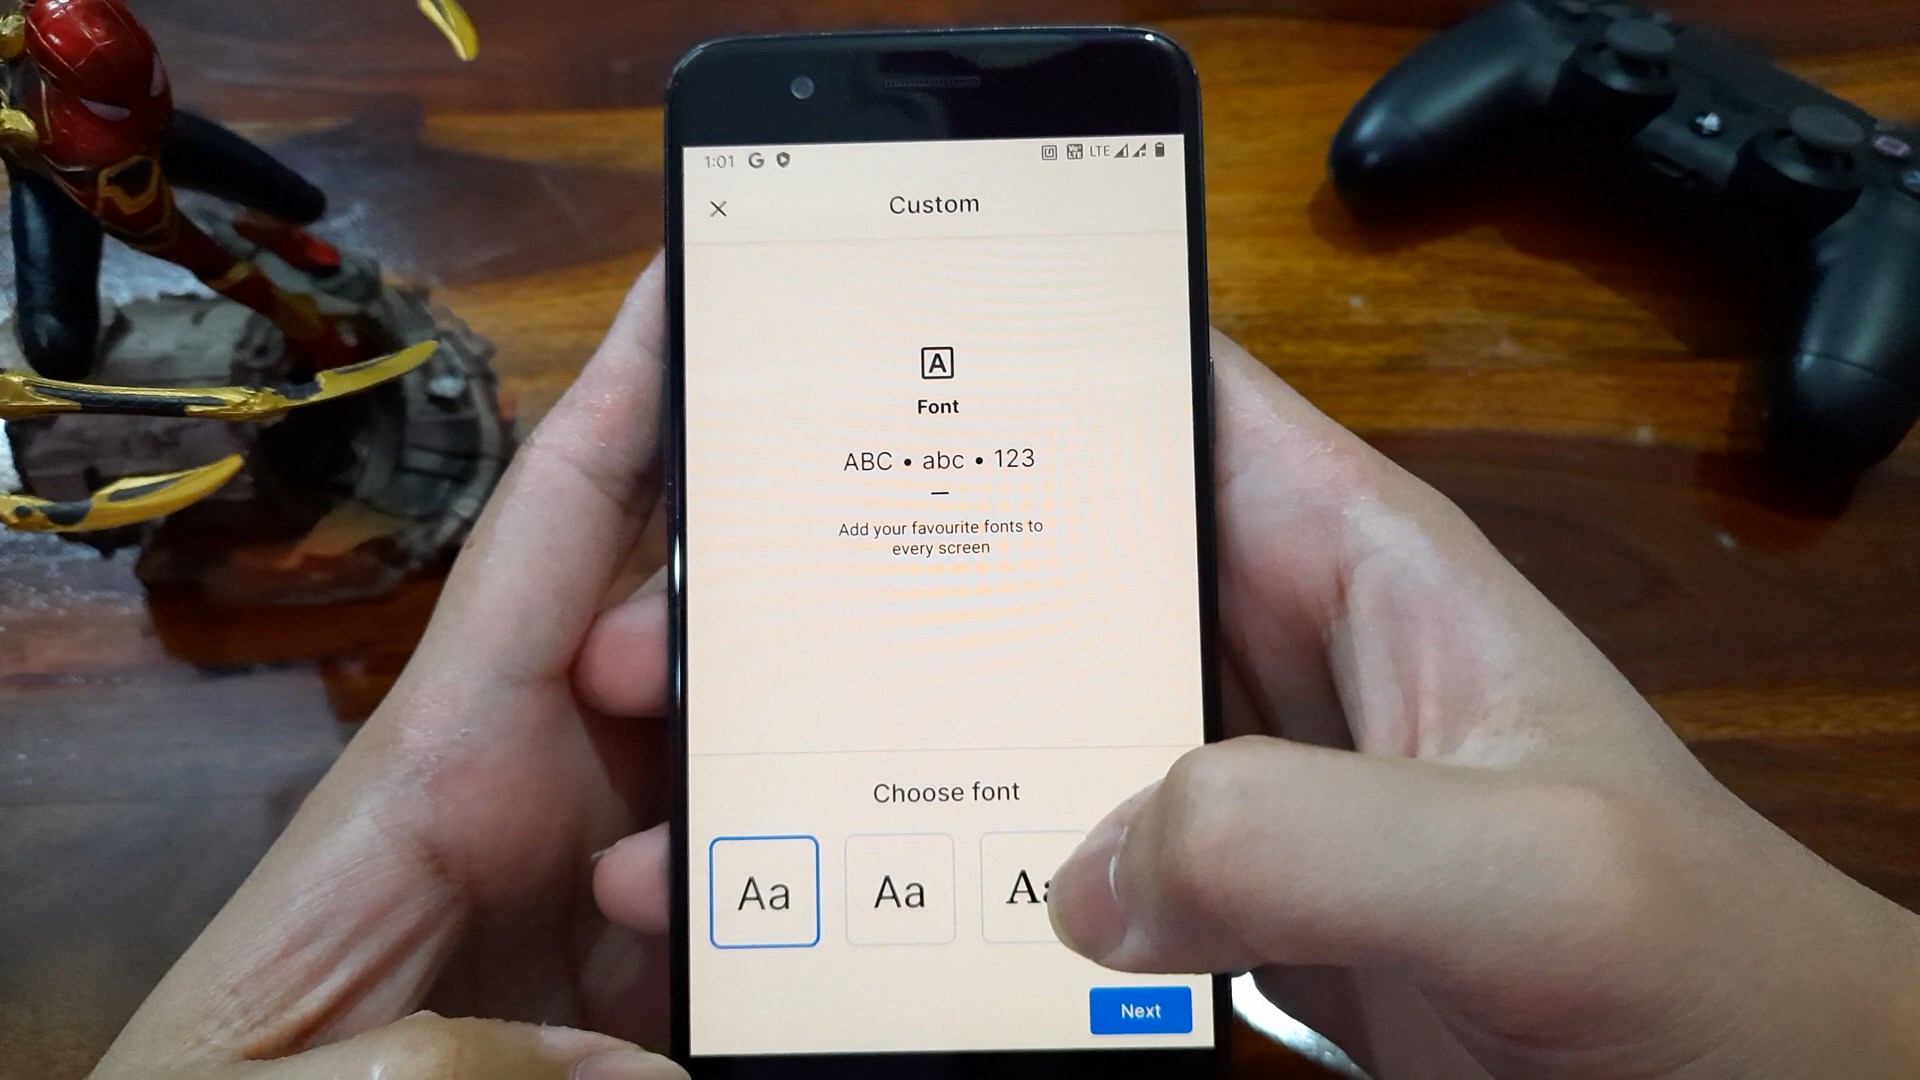 1:01 G LTE
Custom
A
Font
ABC • abc • 123
Add your favourite fonts to
every screen
Choose font
Aa Aa Aa
Next